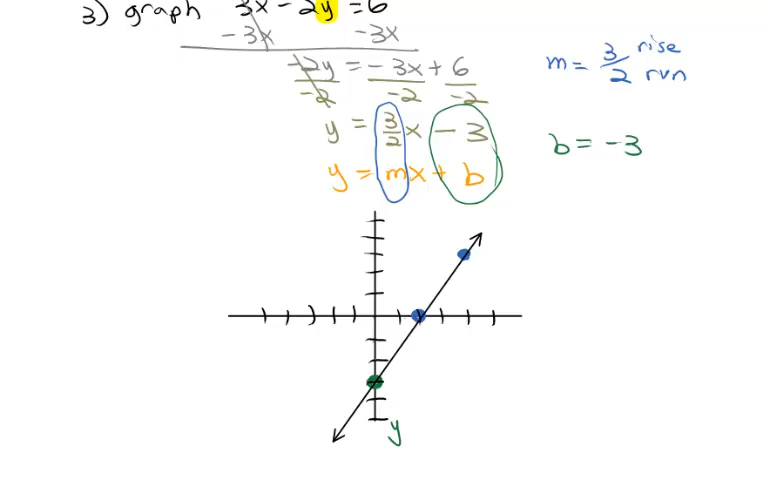 3) graph 3x - 2y = 6
-3x -3x
-2y = -3x + 6
-2 -2 -2
y = 3/2 x - 3
y = mx + b
m = 3/2 rise run
b = -3
y